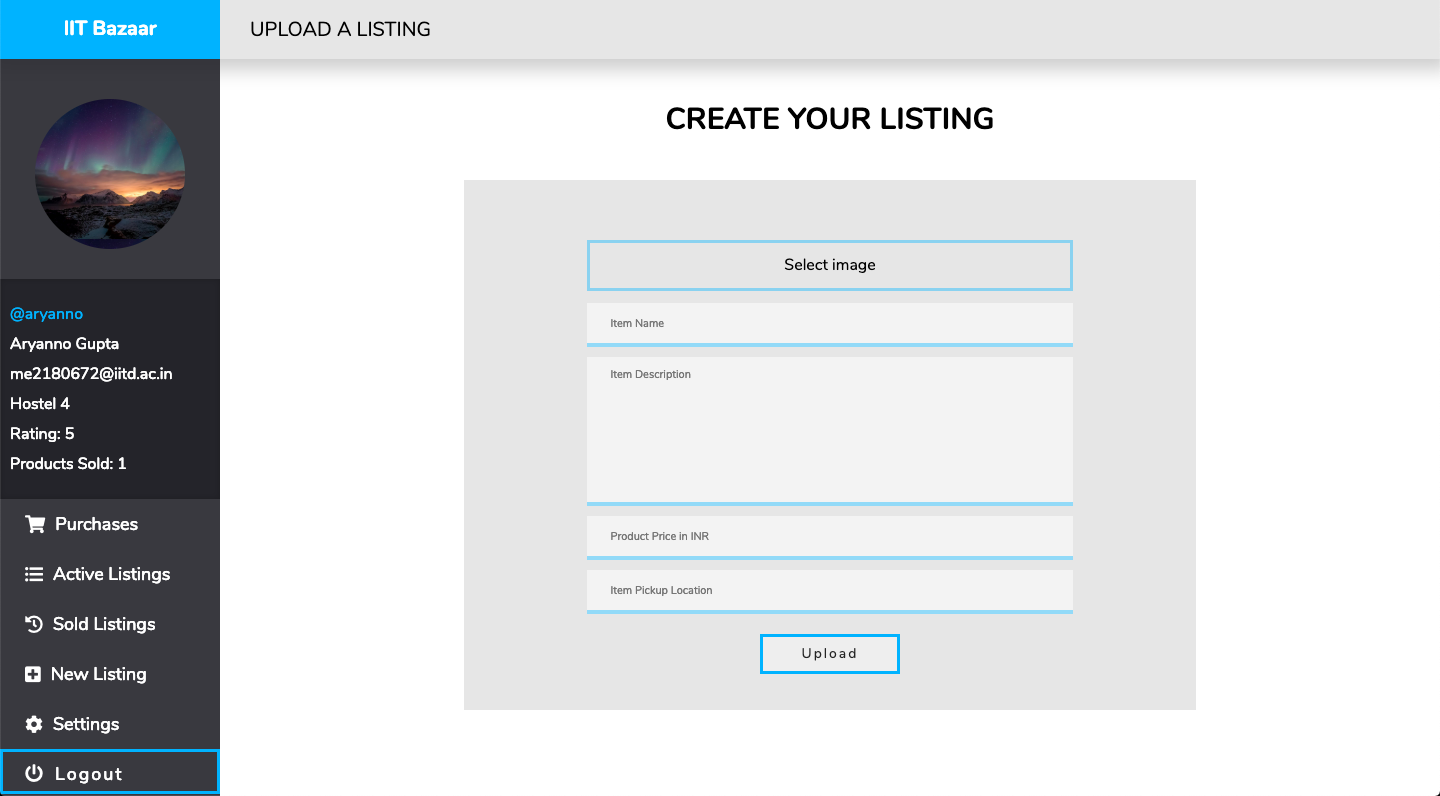 IIT Bazaar
UPLOAD A LISTING
@aryanno
Aryanno Gupta
me2180672@iitd.ac.in
Hostel 4
Rating: 5
Products Sold: 1
Purchases
Active Listings
Sold Listings
New Listing
Settings
Logout
CREATE YOUR LISTING
Select image
Item Name
Item Description
Product Price in INR
Item Pickup Location
Upload